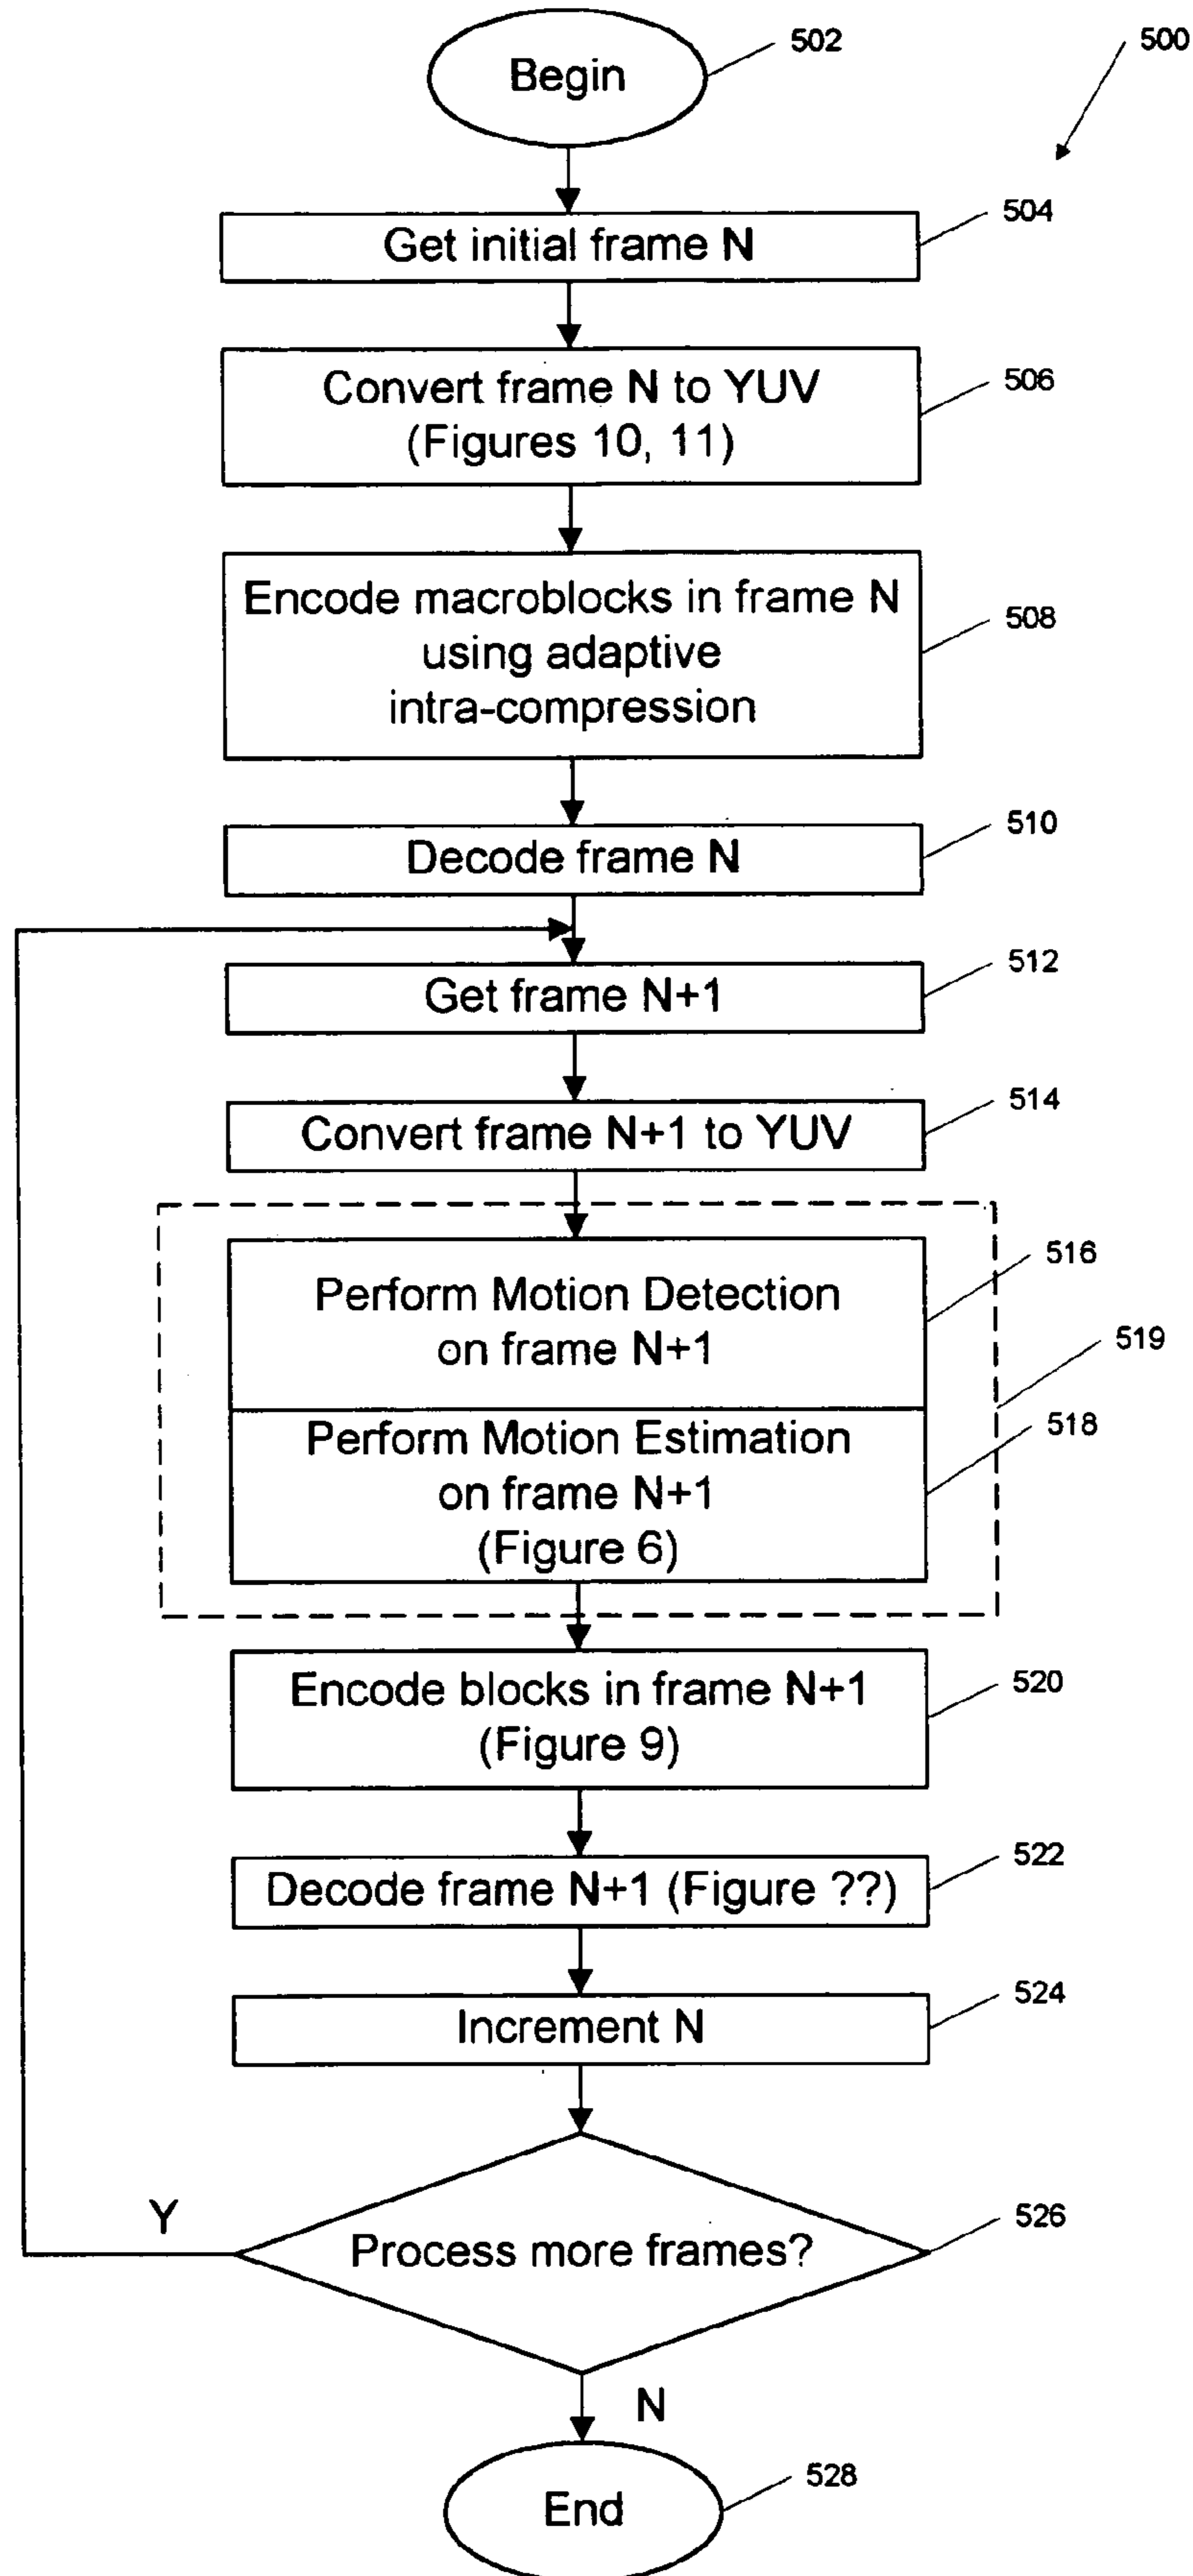 Begin
502
500
Get initial frame N
504
Convert frame N to YUV
(Figures 10, 11)
506
Encode macroblocks in frame N
using adaptive
intra-compression
508
Decode frame N
510
Get frame N+1
512
Convert frame N+1 to YUV
514
Perform Motion Detection
on frame N+1
516
519
Perform Motion Estimation
on frame N+1
(Figure 6)
518
Encode blocks in frame N+1
(Figure 9)
520
Decode frame N+1 (Figure ??)
522
Increment N
524
Y
Process more frames?
526
N
End
528